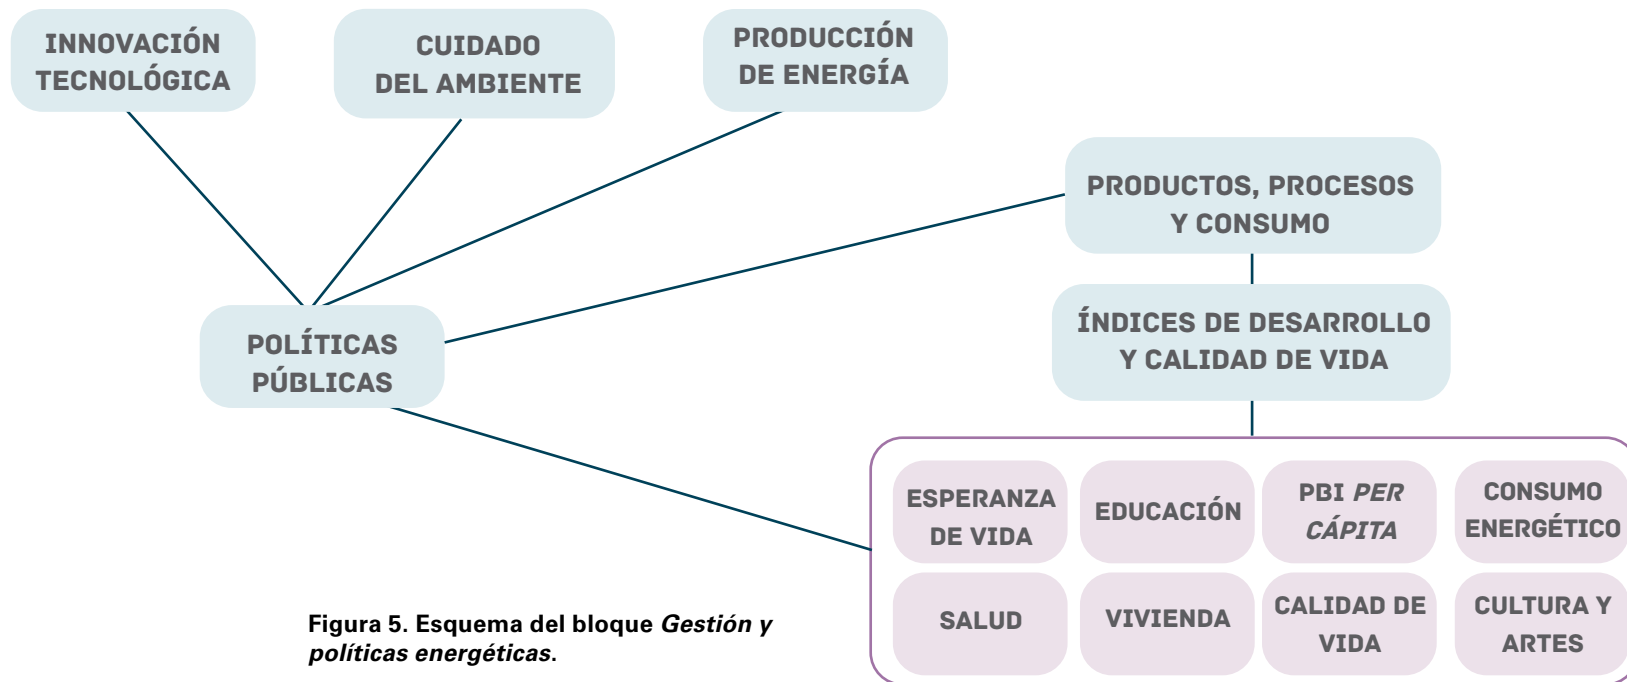 INNOVACIÓN
TECNOLÓGICA
CUIDADO
DEL AMBIENTE
PRODUCCIÓN
DE ENERGÍA
PRODUCTOS, PROCESOS
Y CONSUMO
POLÍTICAS
PÚBLICAS
ÍNDICES DE DESARROLLO
Y CALIDAD DE VIDA
ESPERANZA
DE VIDA
EDUCACIÓN
PBI PER
CÁPITA
CONSUMO
ENERGÉTICO
SALUD
VIVIENDA
CALIDAD DE
VIDA
CULTURA Y
ARTES
Figura 5. Esquema del bloque Gestión y
políticas energéticas.